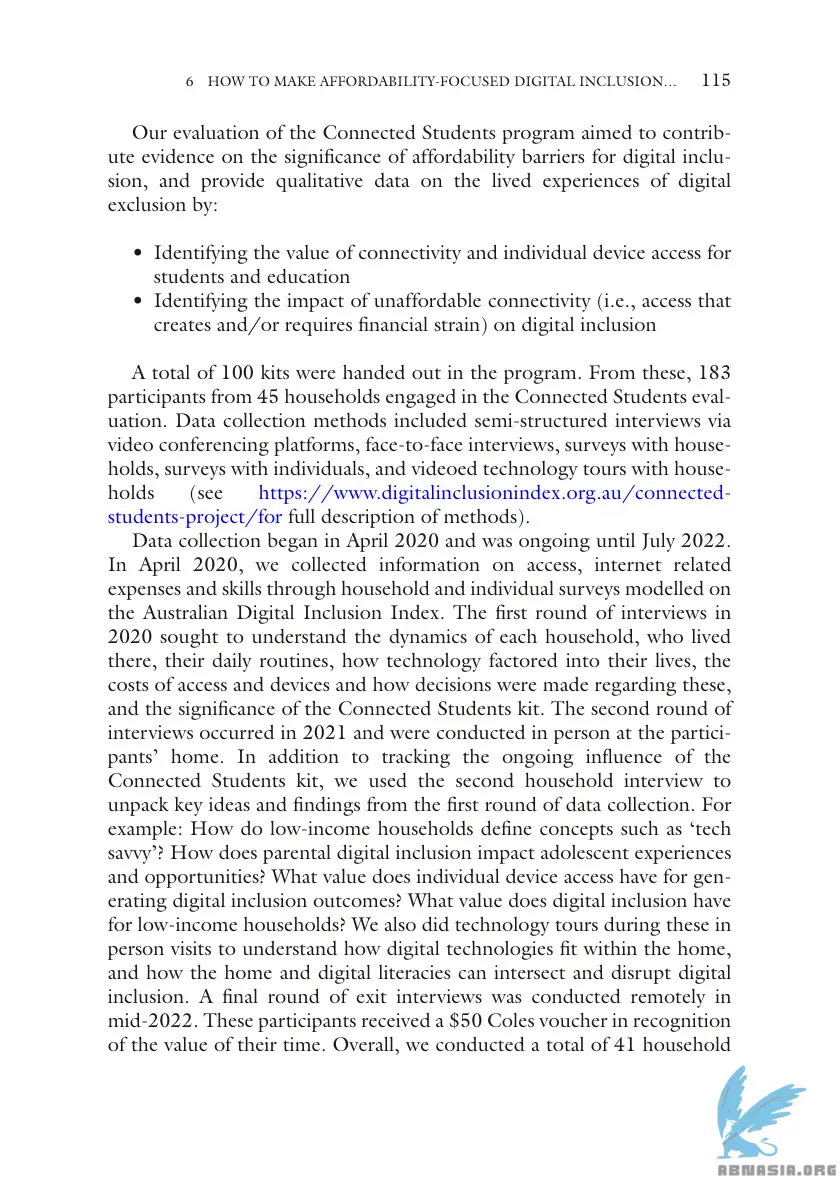 6 HOW TO MAKE AFFORDABILITY-FOCUSED DIGITAL INCLUSION… 115
Our evaluation of the Connected Students program aimed to contrib-
ute evidence on the significance of affordability barriers for digital inclu-
sion, and provide qualitative data on the lived experiences of digital
exclusion by:
• Identifying the value of connectivity and individual device access for
students and education
• Identifying the impact of unaffordable connectivity (i.e., access that
creates and/or requires financial strain) on digital inclusion
A total of 100 kits were handed out in the program. From these, 183
participants from 45 households engaged in the Connected Students eval-
uation. Data collection methods included semi-structured interviews via
video conferencing platforms, face-to-face interviews, surveys with house-
holds, surveys with individuals, and videoed technology tours with house-
holds (see https://www.digitalinclusionindex.org.au/connected-
students-project/for full description of methods).
Data collection began in April 2020 and was ongoing until July 2022.
In April 2020, we collected information on access, internet related
expenses and skills through household and individual surveys modelled on
the Australian Digital Inclusion Index. The first round of interviews in
2020 sought to understand the dynamics of each household, who lived
there, their daily routines, how technology factored into their lives, the
costs of access and devices and how decisions were made regarding these,
and the significance of the Connected Students kit. The second round of
interviews occurred in 2021 and were conducted in person at the partici-
pants’ home. In addition to tracking the ongoing influence of the
Connected Students kit, we used the second household interview to
unpack key ideas and findings from the first round of data collection. For
example: How do low-income households define concepts such as ‘tech
savvy’? How does parental digital inclusion impact adolescent experiences
and opportunities? What value does individual device access have for gen-
erating digital inclusion outcomes? What value does digital inclusion have
for low-income households? We also did technology tours during these in
person visits to understand how digital technologies fit within the home,
and how the home and digital literacies can intersect and disrupt digital
inclusion. A final round of exit interviews was conducted remotely in
mid-2022. These participants received a $50 Coles voucher in recognition
of the value of their time. Overall, we conducted a total of 41 household
ABNASIA.ORG